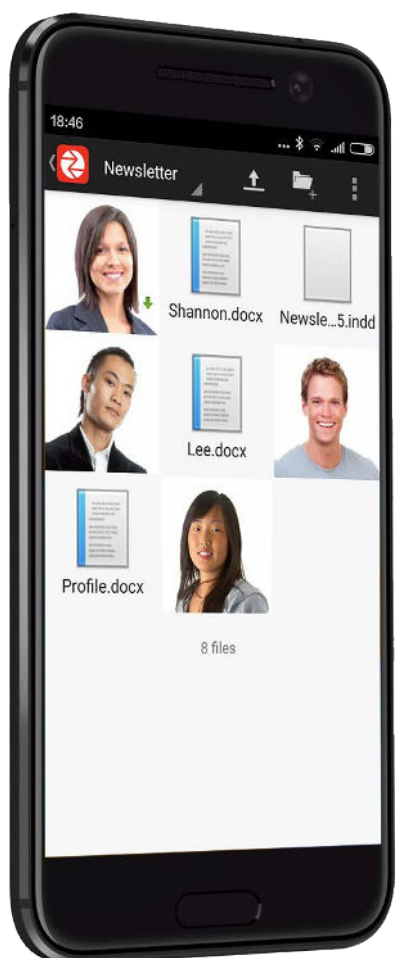 18:46
Newsletter
Shannon.docx
Newsle...5.indd
Lee.docx
Profile.docx
8 files